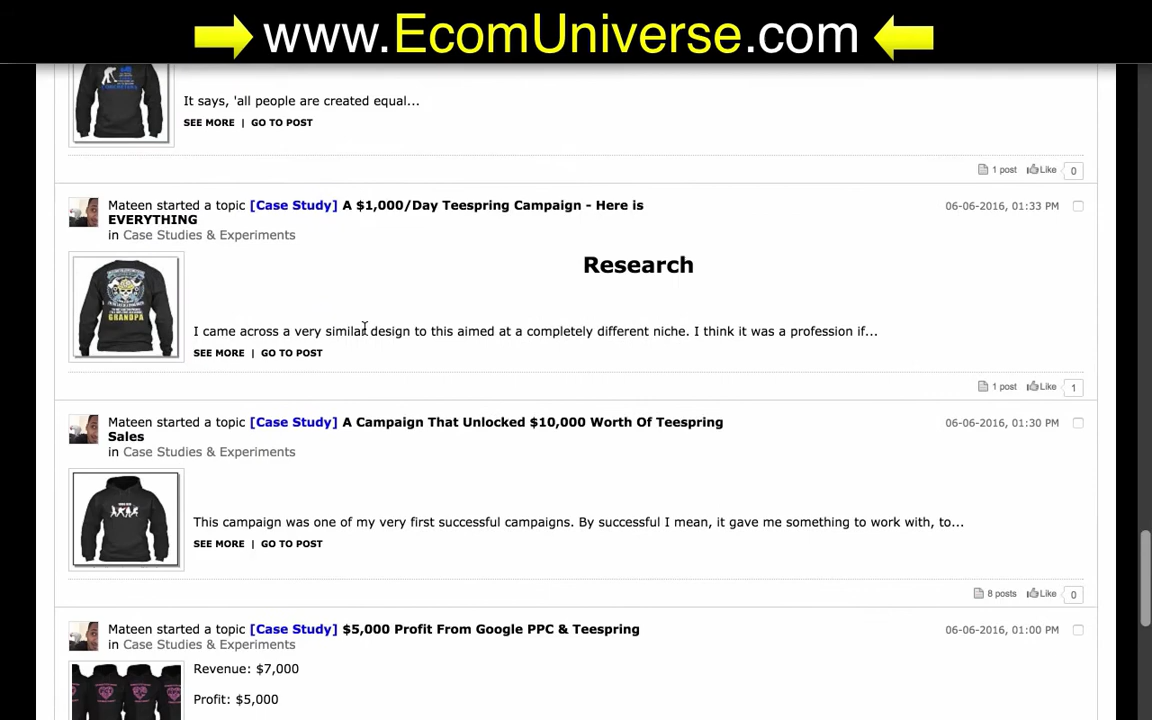 www.EcomUniverse.com
It says, 'all people are created equal...
SEE MORE | GO TO POST
1 post Like 0
Mateen started a topic [Case Study] A $1,000/Day Teespring Campaign - Here is 06-06-2016, 01:33 PM
EVERYTHING
in Case Studies & Experiments
Research
GRANDPA
I came across a very similar design to this aimed at a completely different niche. I think it was a profession if...
SEE MORE | GO TO POST
1 post Like 1
Mateen started a topic [Case Study] A Campaign That Unlocked $10,000 Worth Of Teespring 06-06-2016, 01:30 PM
Sales
in Case Studies & Experiments
This campaign was one of my very first successful campaigns. By successful I mean, it gave me something to work with, to...
SEE MORE | GO TO POST
8 posts Like 0
Mateen started a topic [Case Study] $5,000 Profit From Google PPC & Teespring 06-06-2016, 01:00 PM
in Case Studies & Experiments
Revenue: $7,000
Profit: $5,000